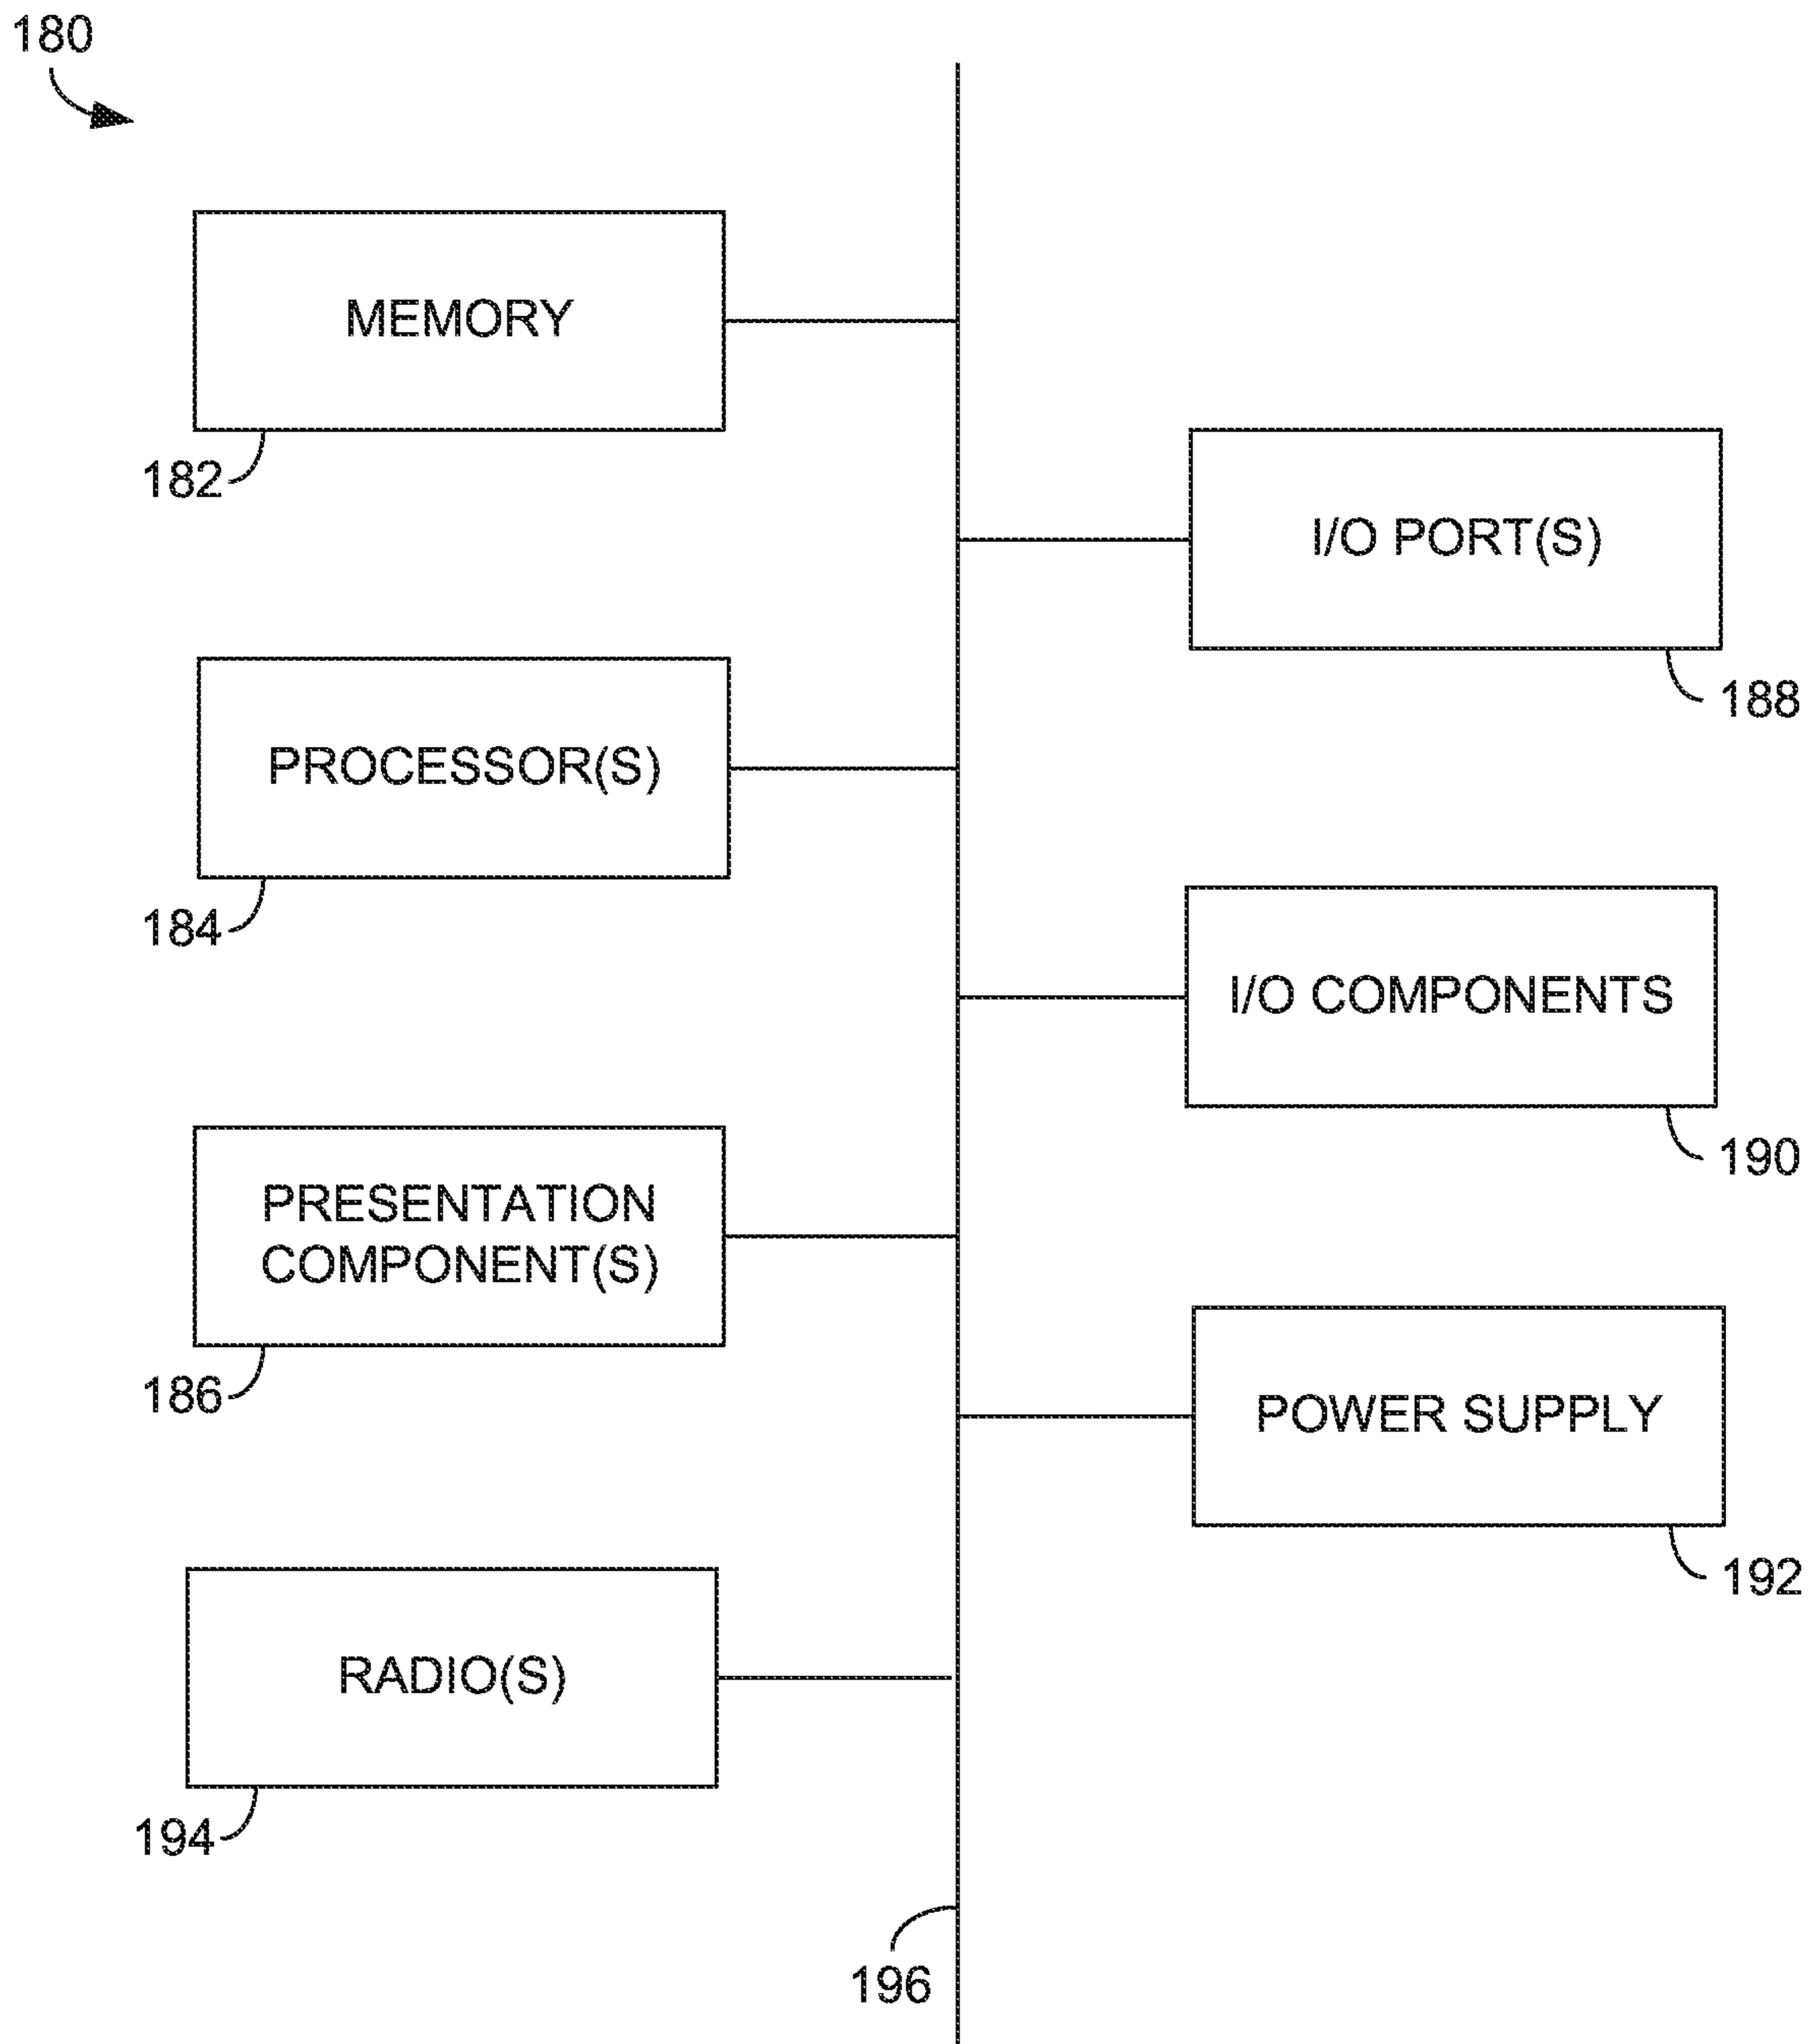 180
MEMORY
182
I/O PORT(S)
188
PROCESSOR(S)
184
I/O COMPONENTS
190
PRESENTATION
COMPONENT(S)
186
POWER SUPPLY
192
RADIO(S)
194
196